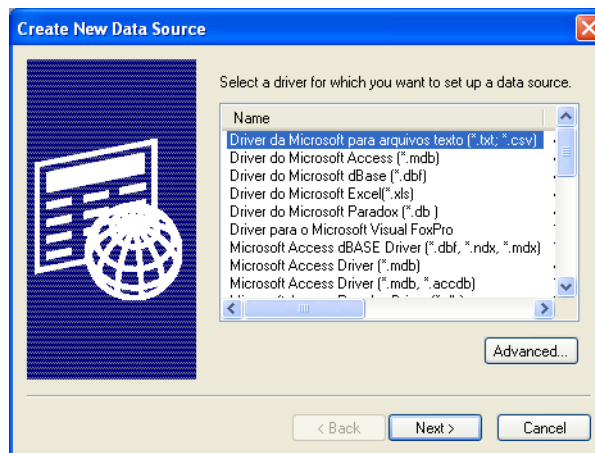 Create New Data Source
Select a driver for which you want to set up a data source.
Name
Driver da Microsoft para arquivos texto (*.txt; *.csv)
Driver do Microsoft Access (*.mdb)
Driver do Microsoft dBase (*.dbf)
Driver do Microsoft Excel(*.xls)
Driver do Microsoft Paradox (*.db )
Driver para o Microsoft Visual FoxPro
Microsoft Access dBASE Driver (*.dbf, *.ndx, *.mdx)
Microsoft Access Driver (*.mdb)
Microsoft Access Driver (*.mdb, *.accdb)
Advanced...
< Back
Next >
Cancel